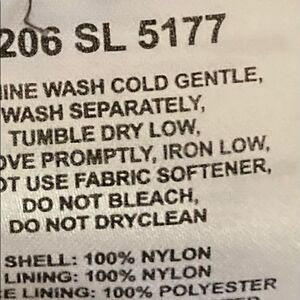 206 SL 5177
INE WASH COLD GENTLE,
WASH SEPARATELY,
TUMBLE DRY LOW,
OVE PROMPTLY, IRON LOW,
OT USE FABRIC SOFTENER,
DO NOT BLEACH,
DO NOT DRYCLEAN
SHELL: 100% NYLON
LINING: 100% NYLON
E LINING: 100% POLYESTER